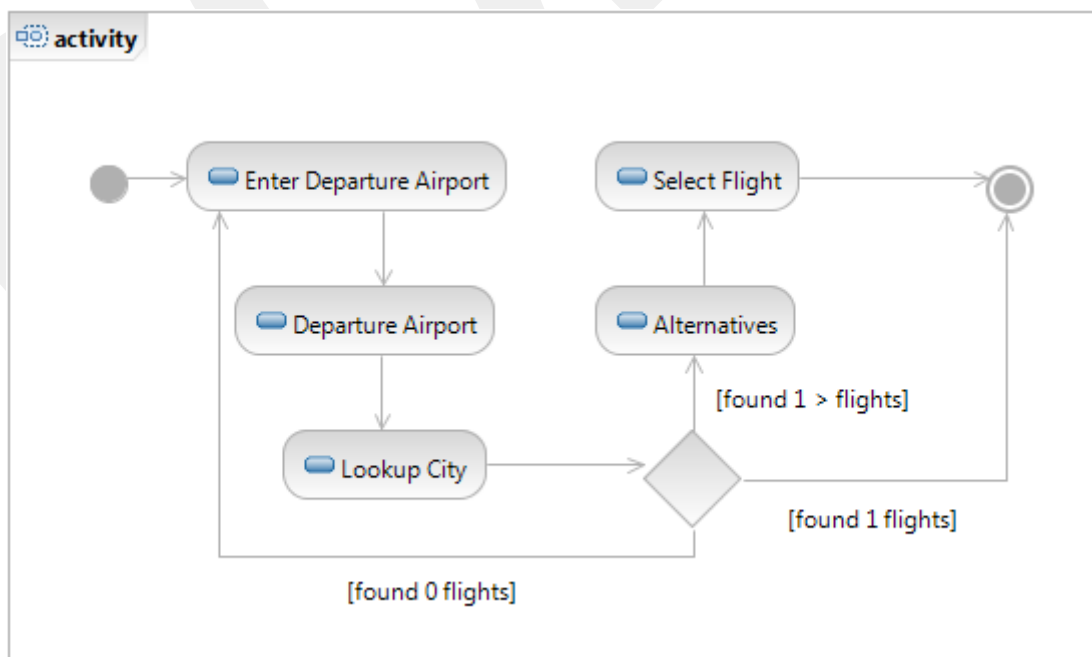 activity
Enter Departure Airport
Select Flight
Departure Airport
Alternatives
[found 1 > flights]
Lookup City
[found 1 flights]
[found 0 flights]